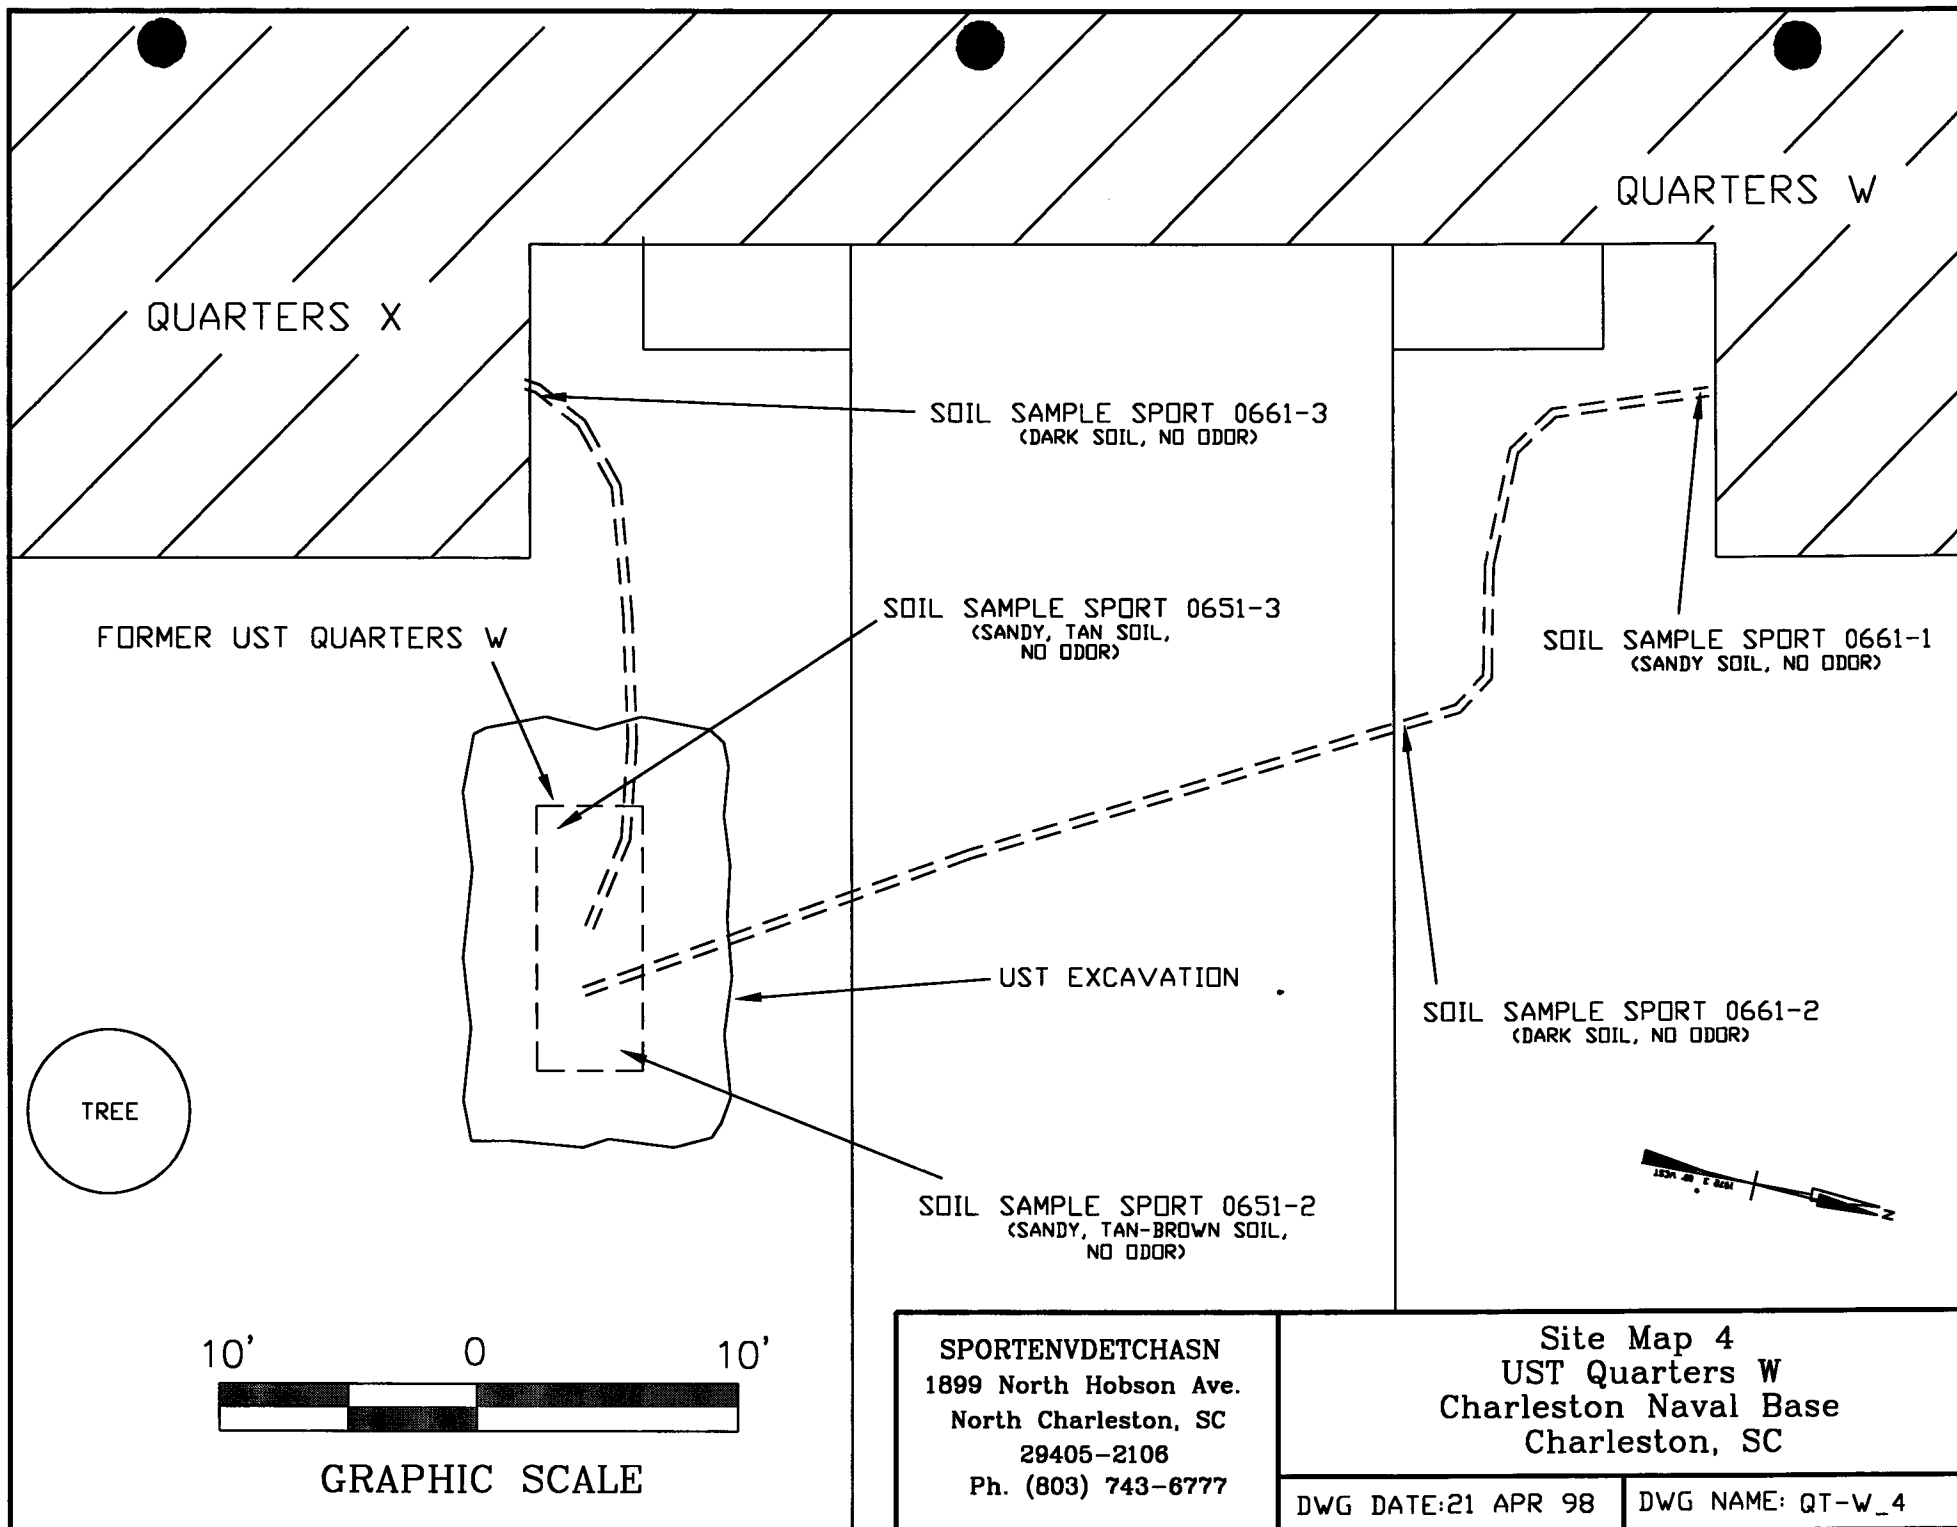 QUARTERS W
QUARTERS X
SOIL SAMPLE SPORT 0661-3
(DARK SOIL, NO ODOR)
SOIL SAMPLE SPORT 0651-3
(SANDY, TAN SOIL,
NO ODOR)
FORMER UST QUARTERS W
SOIL SAMPLE SPORT 0661-1
(SANDY SOIL, NO ODOR)
UST EXCAVATION
SOIL SAMPLE SPORT 0661-2
(DARK SOIL, NO ODOR)
TREE
SOIL SAMPLE SPORT 0651-2
(SANDY, TAN-BROWN SOIL,
NO ODOR)
N
WEST
10' 0 10'
GRAPHIC SCALE
SPORTENVDETCHASN
1899 North Hobson Ave.
North Charleston, SC
29405-2106
Ph. (803) 743-6777
Site Map 4
UST Quarters W
Charleston Naval Base
Charleston, SC
DWG DATE:21 APR 98
DWG NAME: QT-W_4